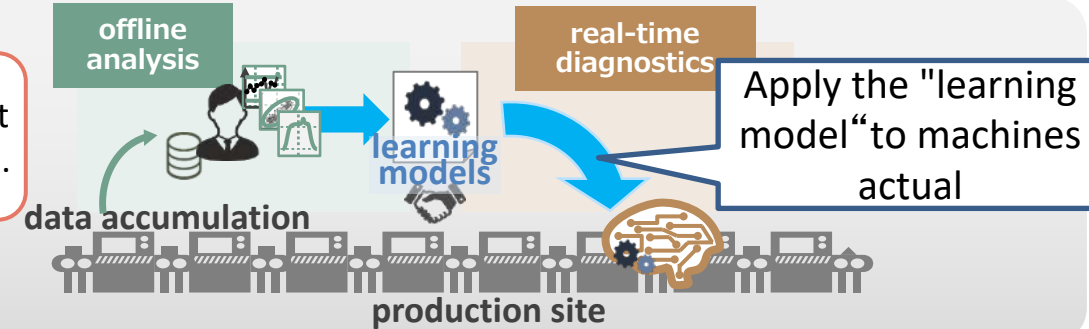 offline
analysis
real-time
diagnostics
t
.
Apply the "learning
model“to machines
actual
learning
models
data accumulation
production site